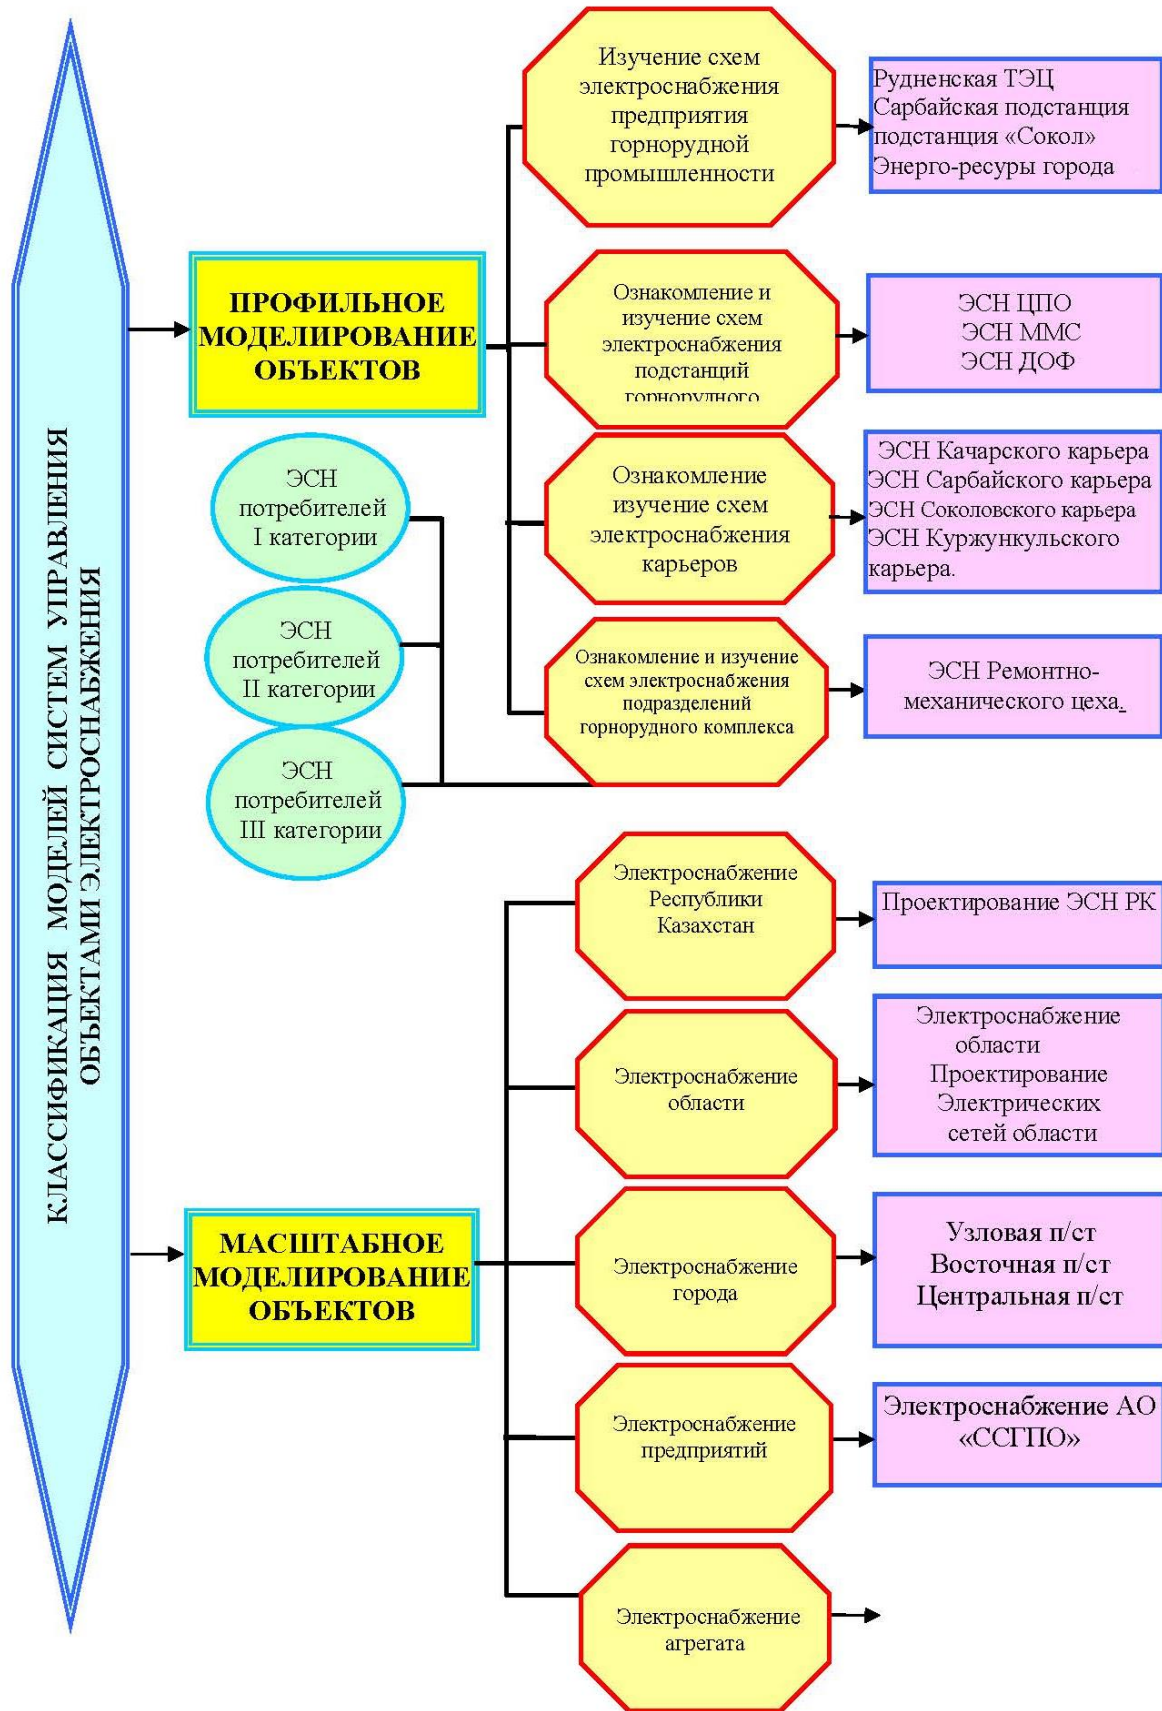 КЛАССИФИКАЦИЯ МОДЕЛЕЙ СИСТЕМ УПРАВЛЕНИЯ
ОБЪЕКТАМИ ЭЛЕКТРОСНАБЖЕНИЯ
ПРОФИЛЬНОЕ
МОДЕЛИРОВАНИЕ
ОБЪЕКТОВ
Изучение схем
электроснабжения
предприятия
горнорудной
промышленности
Рудненская ТЭЦ
Сарбайская подстанция
подстанция «Сокол»
Энерго-ресуры города
Ознакомление и
изучение схем
электроснабжения
подстанций
горнорудного
ЭСН ЦПО
ЭСН ММС
ЭСН ДОФ
Ознакомление
изучение схем
электроснабжения
карьеров
ЭСН Качарского карьера
ЭСН Сарбайского карьера
ЭСН Соколовского карьера
ЭСН Куржункульского
карьера.
Ознакомление и изучение
схем электроснабжения
подразделений
горнорудного комплекса
ЭСН Ремонтно-
механического цеха.
ЭСН
потребителей
I категории
ЭСН
потребителей
II категории
ЭСН
потребителей
III категории
МАСШТАБНОЕ
МОДЕЛИРОВАНИЕ
ОБЪЕКТОВ
Электроснабжение
Республики
Казахстан
Проектирование ЭСН РК
Электроснабжение
области
Электроснабжение
области
Проектирование
Электрических
сетей области
Электроснабжение
города
Узловая п/ст
Восточная п/ст
Центральная п/ст
Электроснабжение
предприятий
Электроснабжение АО
«ССГПО»
Электроснабжение
агрегата